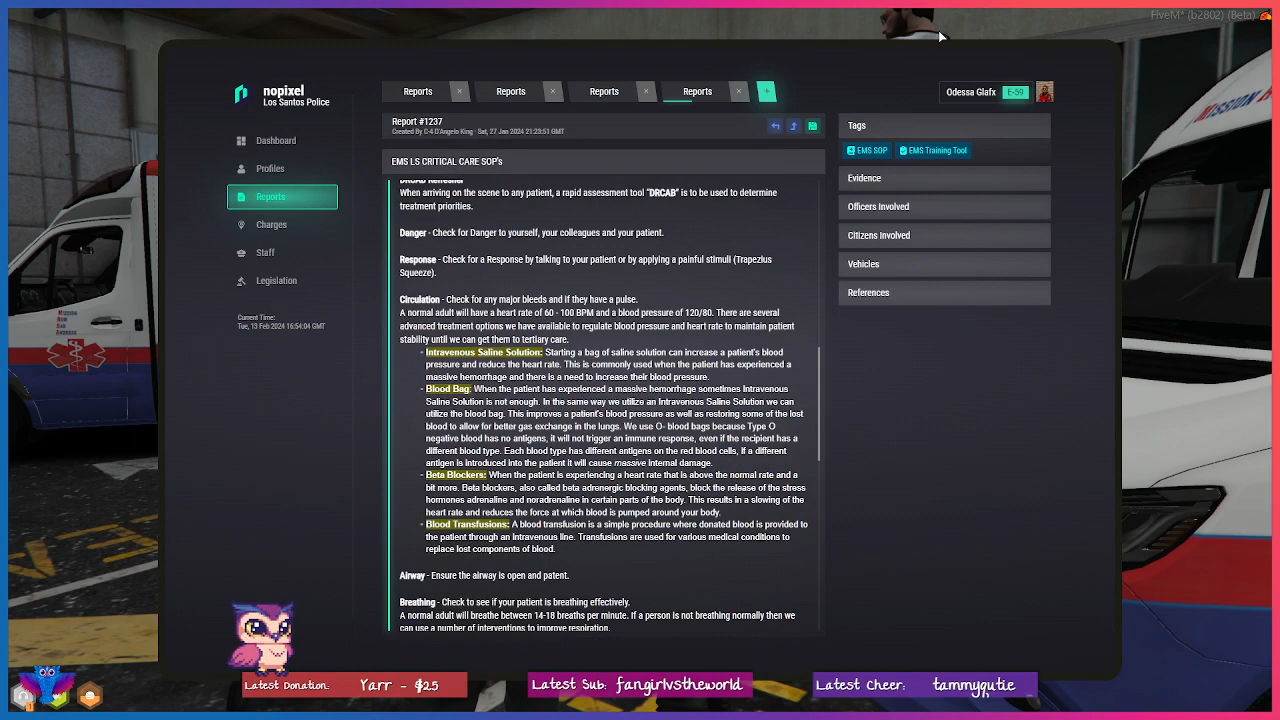 FiveM* (b2802) (Beta)
nopixel
Los Santos Police
Reports
Reports
Reports
Reports
Odessa Glafx E-59
Dashboard
Profiles
Reports
Charges
Staff
Legislation
Current Time:
Tue, 13 Feb 2024 16:54:04 GMT
Report #1237
Created By C-4 D'Angelo King · Sat, 27 Jan 2024 21:23:51 GMT
EMS LS CRITICAL CARE SOP's
DRCAB Refresher
When arriving on the scene to any patient, a rapid assessment tool "DRCAB" is to be used to determine
treatment priorities.
Danger - Check for Danger to yourself, your colleagues and your patient.
Response - Check for a Response by talking to your patient or by applying a painful stimuli (Trapezius
Squeeze).
Circulation - Check for any major bleeds and if they have a pulse.
A normal adult will have a heart rate of 60 - 100 BPM and a blood pressure of 120/80. There are several
advanced treatment options we have available to regulate blood pressure and heart rate to maintain patient
stability until we can get them to tertiary care.
- Intravenous Saline Solution: Starting a bag of saline solution can increase a patient's blood
pressure and reduce the heart rate. This is commonly used when the patient has experienced a
massive hemorrhage and there is a need to increase their blood pressure.
- Blood Bag: When the patient has experienced a massive hemorrhage sometimes Intravenous
Saline Solution is not enough. In the same way we utilize an Intravenous Saline Solution we can
utilize the blood bag. This improves a patient's blood pressure as well as restoring some of the lost
blood to allow for better gas exchange in the lungs. We use O- blood bags because Type O
negative blood has no antigens, it will not trigger an immune response, even if the recipient has a
different blood type. Each blood type has different antigens on the red blood cells, if a different
antigen is introduced into the patient it will cause massive internal damage.
- Beta Blockers: When the patient is experiencing a heart rate that is above the normal rate and a
bit more. Beta blockers, also called beta adrenergic blocking agents, block the release of the stress
hormones adrenaline and noradrenaline in certain parts of the body. This results in a slowing of the
heart rate and reduces the force at which blood is pumped around your body.
- Blood Transfusions: A blood transfusion is a simple procedure where donated blood is provided to
the patient through an Intravenous line. Transfusions are used for various medical conditions to
replace lost components of blood.
Airway - Ensure the airway is open and patent.
Breathing - Check to see if your patient is breathing effectively.
A normal adult will breathe between 14-18 breaths per minute. If a person is not breathing normally then we
can use a number of interventions to improve respiration.
Tags
EMS SOP EMS Training Tool
Evidence
Officers Involved
Citizens Involved
Vehicles
References
Latest Donation: Yarr - $25
Latest Sub: fangirlvstheworld
Latest Cheer: tammyqutie